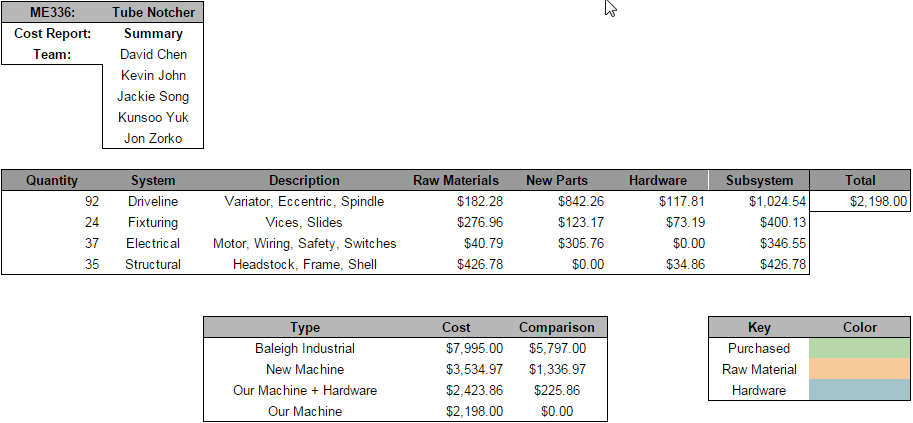 ME336: Tube Notcher
Cost Report: Summary
Team: David Chen
Kevin John
Jackie Song
Kunsoo Yuk
Jon Zorko
Quantity System Description Raw Materials New Parts Hardware Subsystem Total
92 Driveline Variator, Eccentric, Spindle $182.28 $842.26 $117.81 $1,024.54 $2,198.00
24 Fixturing Vices, Slides $276.96 $123.17 $73.19 $400.13
37 Electrical Motor, Wiring, Safety, Switches $40.79 $305.76 $0.00 $346.55
35 Structural Headstock, Frame, Shell $426.78 $0.00 $34.86 $426.78
Type Cost Comparison Key Color
Baleigh Industrial $7,995.00 $5,797.00 Purchased
New Machine $3,534.97 $1,336.97 Raw Material
Our Machine + Hardware $2,423.86 $225.86 Hardware
Our Machine $2,198.00 $0.00